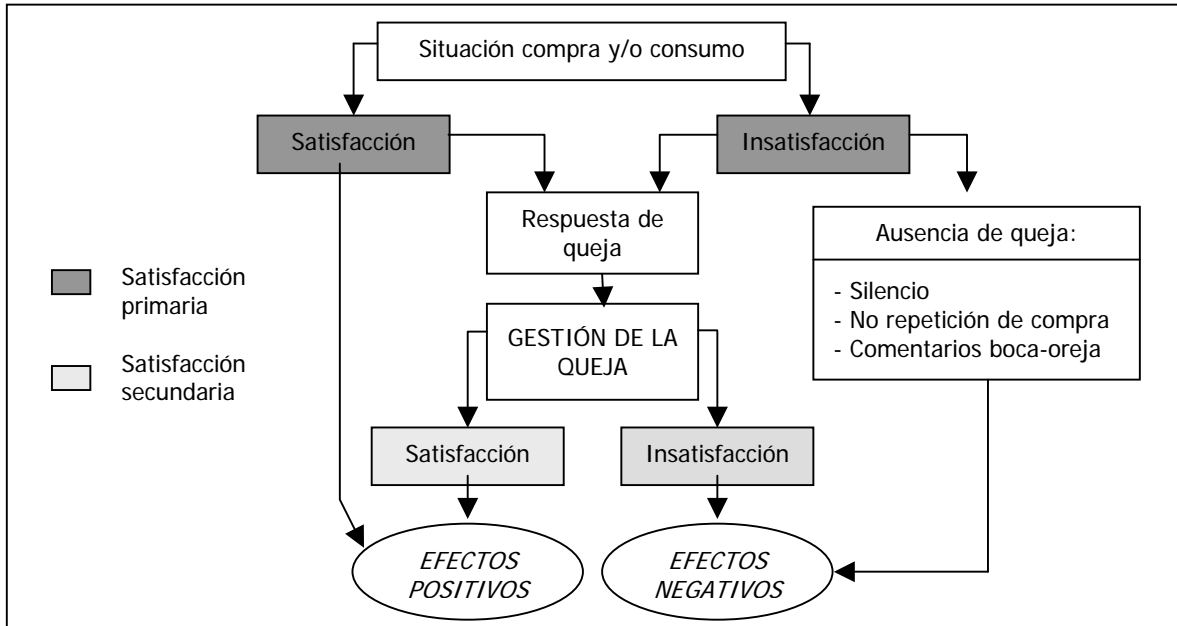 Situación compra y/o consumo
Satisfacción
Insatisfacción
Respuesta de
queja
Ausencia de queja:
- Silencio
- No repetición de compra
- Comentarios boca-oreja
Satisfacción
primaria
Satisfacción
secundaria
GESTIÓN DE LA
QUEJA
Satisfacción
Insatisfacción
EFECTOS
POSITIVOS
EFECTOS
NEGATIVOS